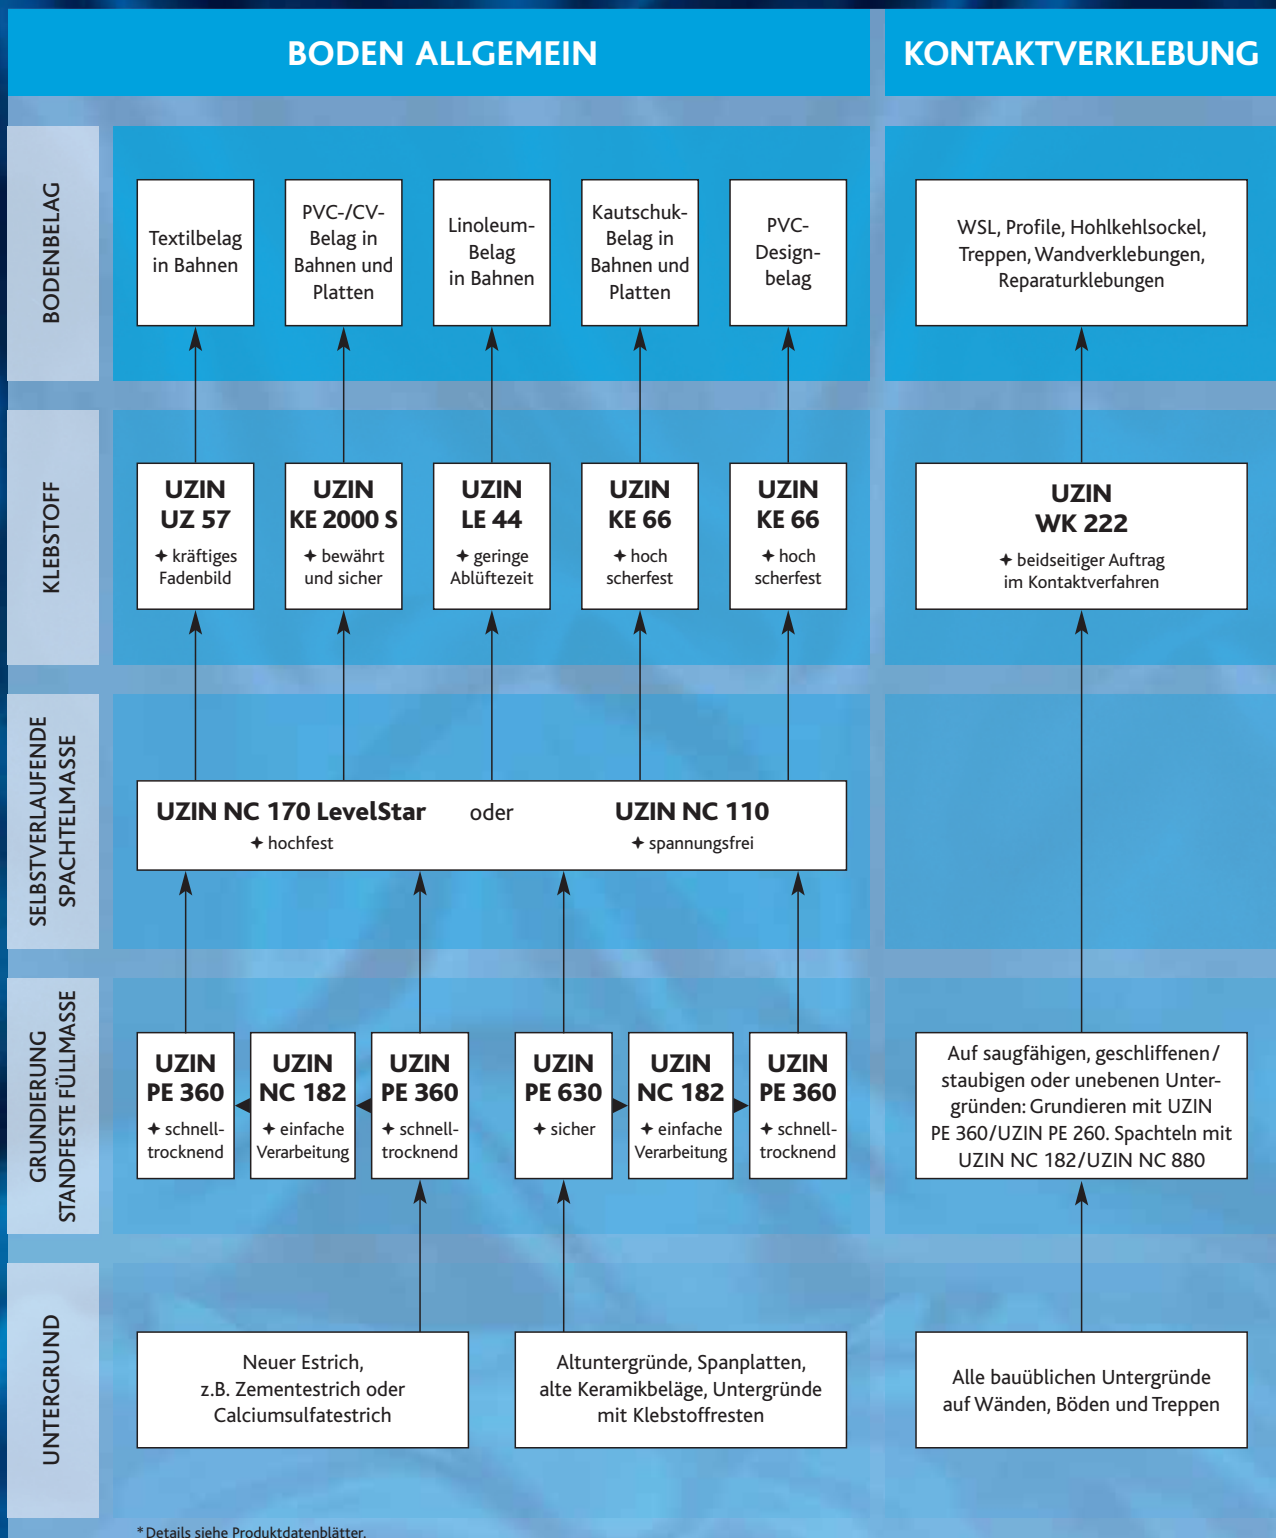 BODEN ALLGEMEIN
KONTAKTVERKLEBUNG
BODENBELAG
Textilbelag
in Bahnen
PVC-/CV-
Belag in
Bahnen und
Platten
Linoleum-
Belag
in Bahnen
Kautschuk-
Belag in
Bahnen und
Platten
PVC-
Design-
belag
WSL, Profile, Hohlkehlsockel,
Treppen, Wandverklebungen,
Reparaturklebungen
KLEBSTOFF
UZIN
UZ 57
✦ kräftiges
Fadenbild
UZIN
KE 2000 S
✦ bewährt
und sicher
UZIN
LE 44
✦ geringe
Ablüftezeit
UZIN
KE 66
✦ hoch
scherfest
UZIN
KE 66
✦ hoch
scherfest
UZIN
WK 222
✦ beidseitiger Auftrag
im Kontaktverfahren
SELBSTVERLAUFENDE
SPACHTELMASSE
UZIN NC 170 LevelStar oder UZIN NC 110
✦ hochfest
✦ spannungsfrei
GRUNDIERUNG
STANDFESTE FÜLLMASSE
UZIN
PE 360
✦ schnell-
trocknend
UZIN
NC 182
✦ einfache
Verarbeitung
UZIN
PE 360
✦ schnell-
trocknend
UZIN
PE 630
✦ sicher
UZIN
NC 182
✦ einfache
Verarbeitung
UZIN
PE 360
✦ schnell-
trocknend
Auf saugfähigen, geschliffenen/
staubigen oder unebenen Unter-
gründen: Grundieren mit UZIN
PE 360/UZIN PE 260. Spachteln mit
UZIN NC 182/UZIN NC 880
UNTERGRUND
Neuer Estrich,
z.B. Zementestrich oder
Calciumsulfatestrich
Altuntergründe, Spanplatten,
alte Keramikbeläge, Untergründe
mit Klebstoffresten
Alle bauüblichen Untergründe
auf Wänden, Böden und Treppen
*Details siehe Produktdatenblätter.